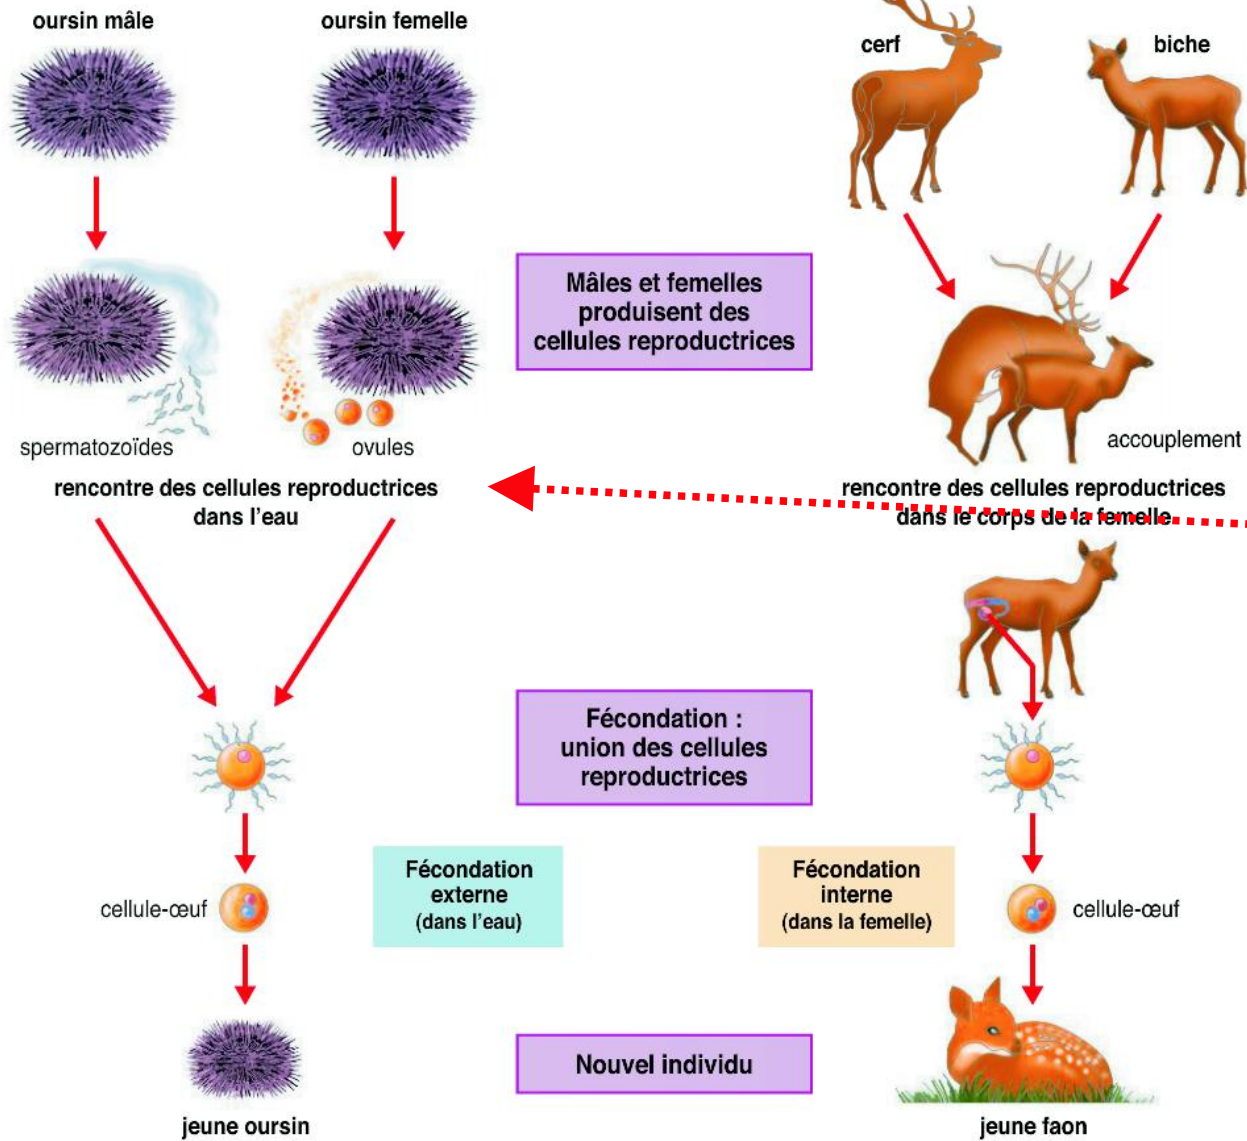 oursin mâle
oursin femelle
cerf
biche
Mâles et femelles
produisent des
cellules reproductrices
spermatozoïdes
ovules
accouplement
rencontre des cellules reproductrices
dans l'eau
rencontre des cellules reproductrices
dans le corps de la femelle
Fécondation :
union des cellules
reproductrices
Fécondation
externe
(dans l'eau)
Fécondation
interne
(dans la femelle)
cellule-œuf
cellule-œuf
Nouvel individu
jeune oursin
jeune faon